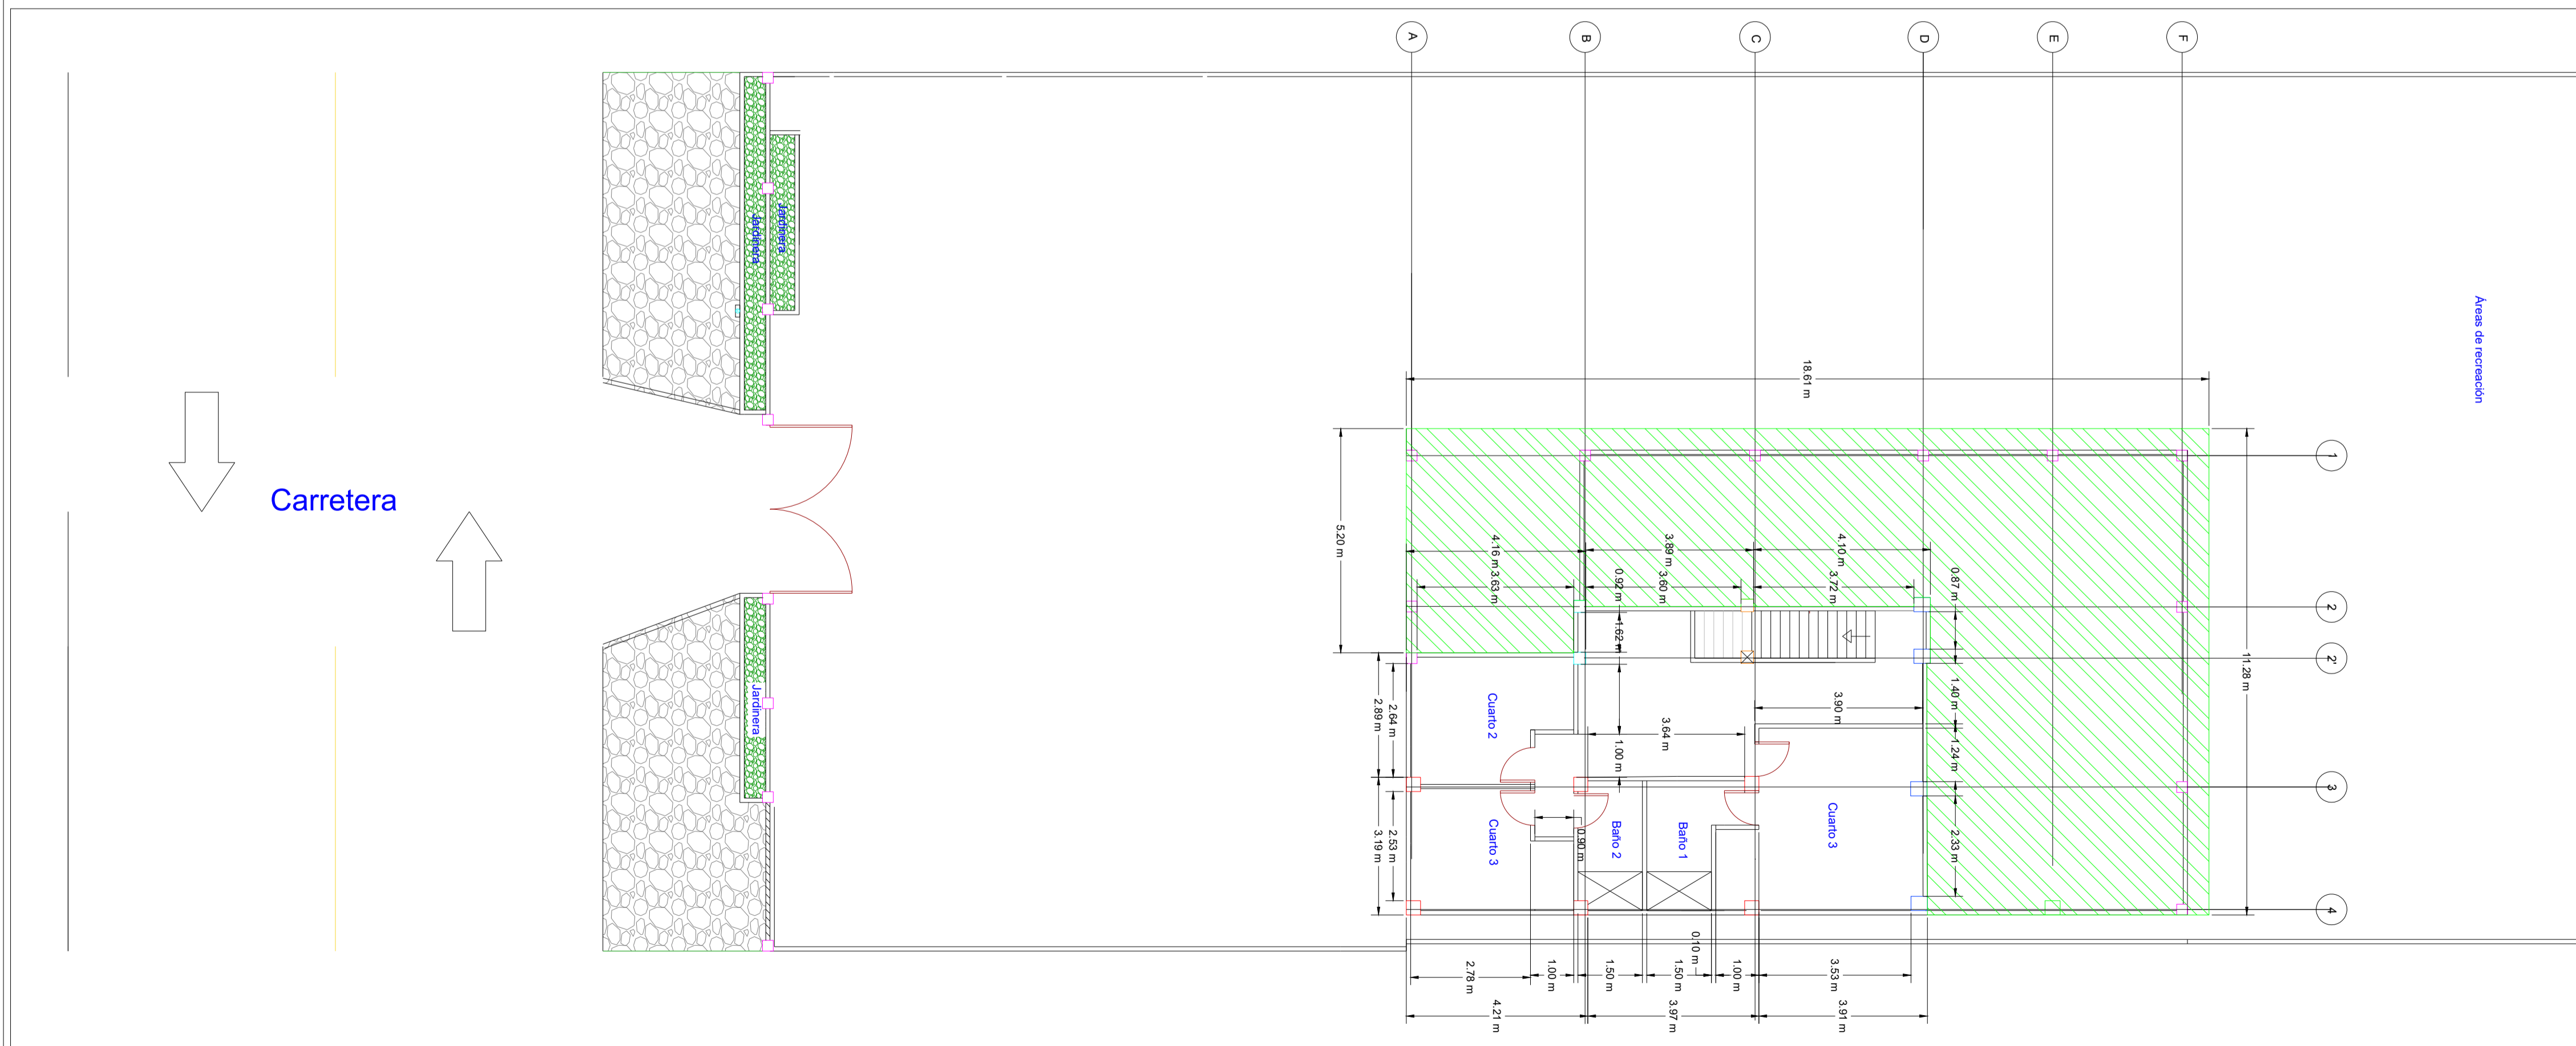 A
B
C
D
E
F
Áreas de recreación
18.61 m
1
Jardinera
Jardinera
11.28 m
Carretera
5.20 m
4.16 m
3.89 m
4.10 m
3.63 m
0.92 m
3.60 m
3.72 m
0.87 m
2
1.62 m
2'
Cuarto 2
2.64 m
2.89 m
3.90 m
1.40 m
Jardinera
3.64 m
1.00 m
1.24 m
3
Cuarto 3
Baño 2
Baño 1
Cuarto 3
2.53 m
3.19 m
0.90 m
2.33 m
4
0.10 m
2.78 m
1.00 m
1.50 m
1.50 m
1.00 m
3.53 m
4.21 m
3.97 m
3.91 m